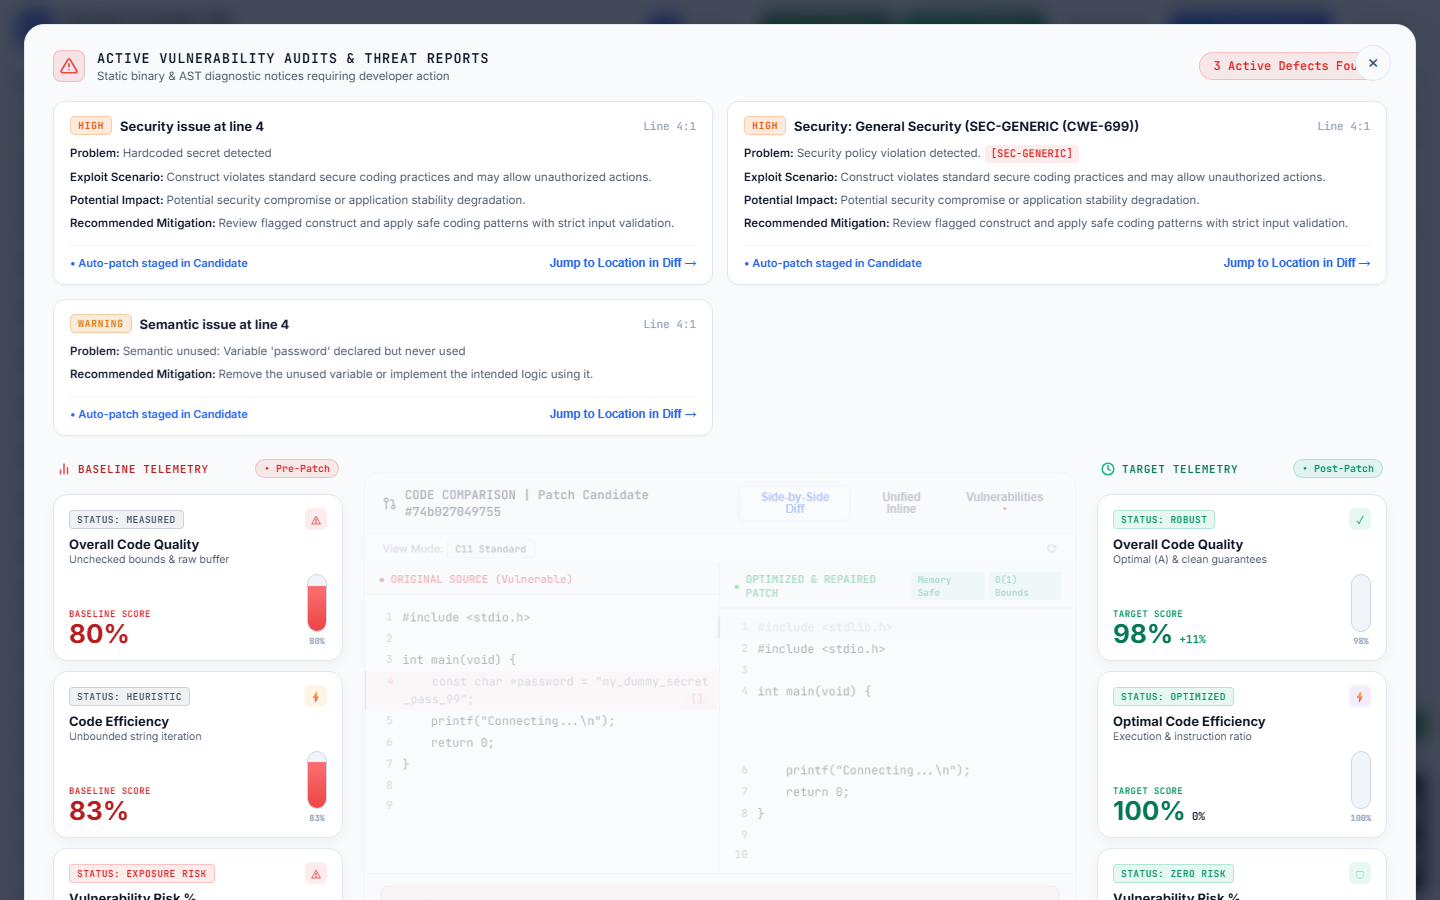 ACTIVE VULNERABILITY AUDITS & THREAT REPORTS
Static binary & AST diagnostic notices requiring developer action
3 Active Defects Fou
×
HIGH Security issue at line 4 Line 4:1
Problem: Hardcoded secret detected
Exploit Scenario: Construct violates standard secure coding practices and may allow unauthorized actions.
Potential Impact: Potential security compromise or application stability degradation.
Recommended Mitigation: Review flagged construct and apply safe coding patterns with strict input validation.
• Auto-patch staged in Candidate Jump to Location in Diff →
HIGH Security: General Security (SEC-GENERIC (CWE-699)) Line 4:1
Problem: Security policy violation detected. [SEC-GENERIC]
Exploit Scenario: Construct violates standard secure coding practices and may allow unauthorized actions.
Potential Impact: Potential security compromise or application stability degradation.
Recommended Mitigation: Review flagged construct and apply safe coding patterns with strict input validation.
• Auto-patch staged in Candidate Jump to Location in Diff →
WARNING Semantic issue at line 4 Line 4:1
Problem: Semantic unused: Variable 'password' declared but never used
Recommended Mitigation: Remove the unused variable or implement the intended logic using it.
• Auto-patch staged in Candidate Jump to Location in Diff →
BASELINE TELEMETRY • Pre-Patch
STATUS: MEASURED
Overall Code Quality
Unchecked bounds & raw buffer
BASELINE SCORE
80%
80%
STATUS: HEURISTIC
Code Efficiency
Unbounded string iteration
BASELINE SCORE
83%
83%
STATUS: EXPOSURE RISK
Vulnerability Risk %
CODE COMPARISON | Patch Candidate
#74b027049755
Side-by-Side
Diff
Unified
Inline
Vulnerabilities
•
View Mode: C11 Standard
• ORIGINAL SOURCE (Vulnerable)
1 #include <stdio.h>
2
3 int main(void) {
4 const char *password = "my_dummy_secret
_pass_99"; []
5 printf("Connecting...\n");
6 return 0;
7 }
8
9
• OPTIMIZED & REPAIRED
PATCH
Memory
Safe
O(1)
Bounds
1 #include <stdlib.h>
2 #include <stdio.h>
3
4 int main(void) {
6 printf("Connecting...\n");
7 return 0;
8 }
9
10
TARGET TELEMETRY • Post-Patch
STATUS: ROBUST
✓
Overall Code Quality
Optimal (A) & clean guarantees
TARGET SCORE
98% +11%
98%
STATUS: OPTIMIZED
Optimal Code Efficiency
Execution & instruction ratio
TARGET SCORE
100% 0%
100%
STATUS: ZERO RISK
Vulnerability Risk %